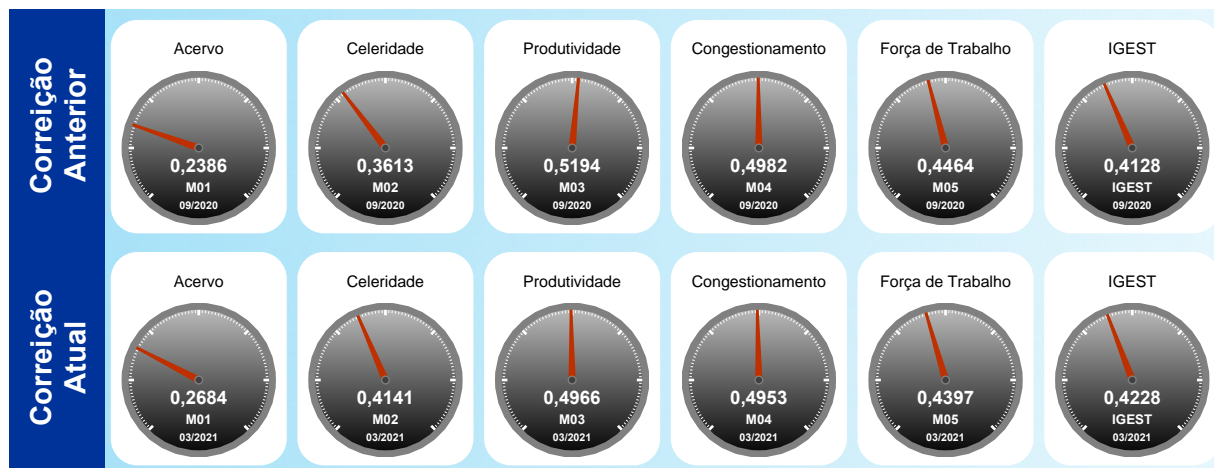 Correição
Anterior
Acervo
0,2386
M01
09/2020
Celeridade
0,3613
M02
09/2020
Produtividade
0,5194
M03
09/2020
Congestionamento
0,4982
M04
09/2020
Força de Trabalho
0,4464
M05
09/2020
IGEST
0,4128
IGEST
09/2020
Correição
Atual
Acervo
0,2684
M01
03/2021
Celeridade
0,4141
M02
03/2021
Produtividade
0,4966
M03
03/2021
Congestionamento
0,4953
M04
03/2021
Força de Trabalho
0,4397
M05
03/2021
IGEST
0,4228
IGEST
03/2021